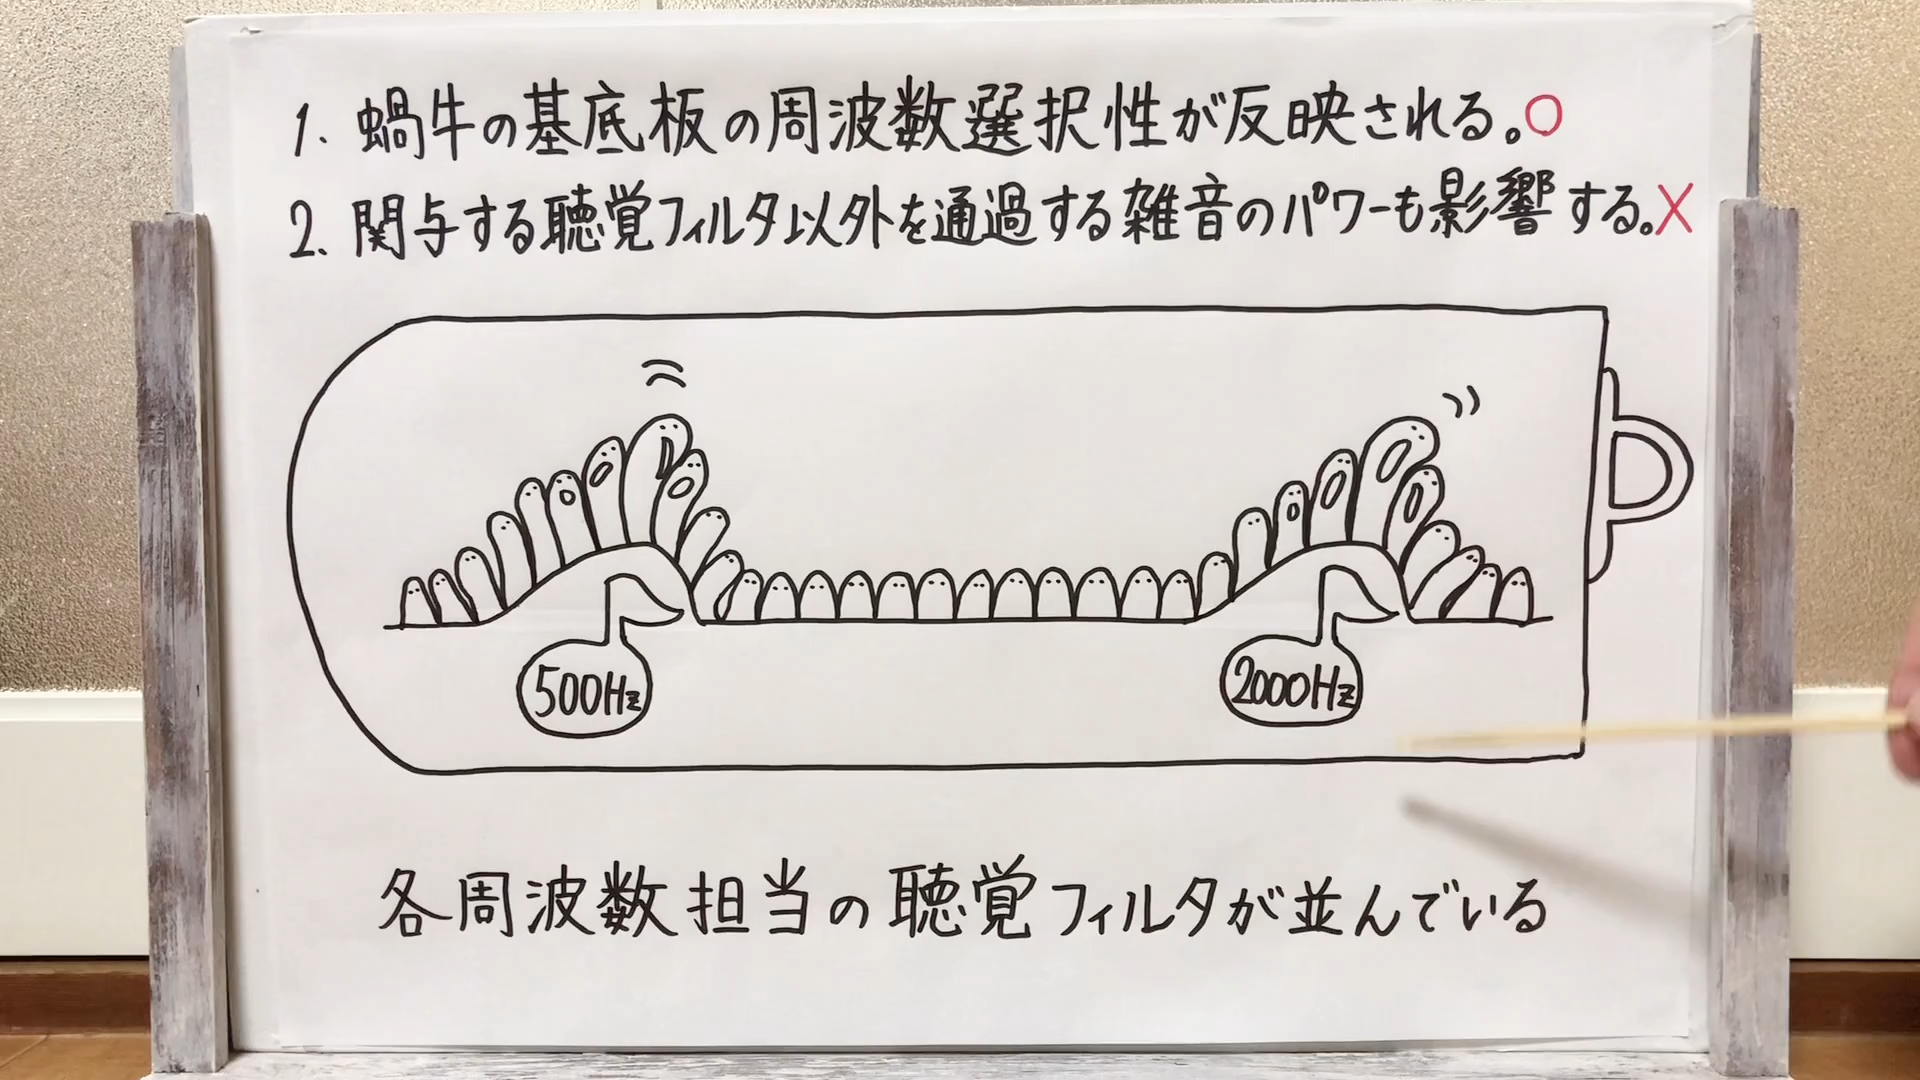 1. 蝸牛の基底板の周波数選択性が反映される。○
2. 関与する聴覚フィルタ以外を通過する雑音のパワーも影響する。×
500Hz
2000Hz
各周波数担当の聴覚フィルタが並んでいる